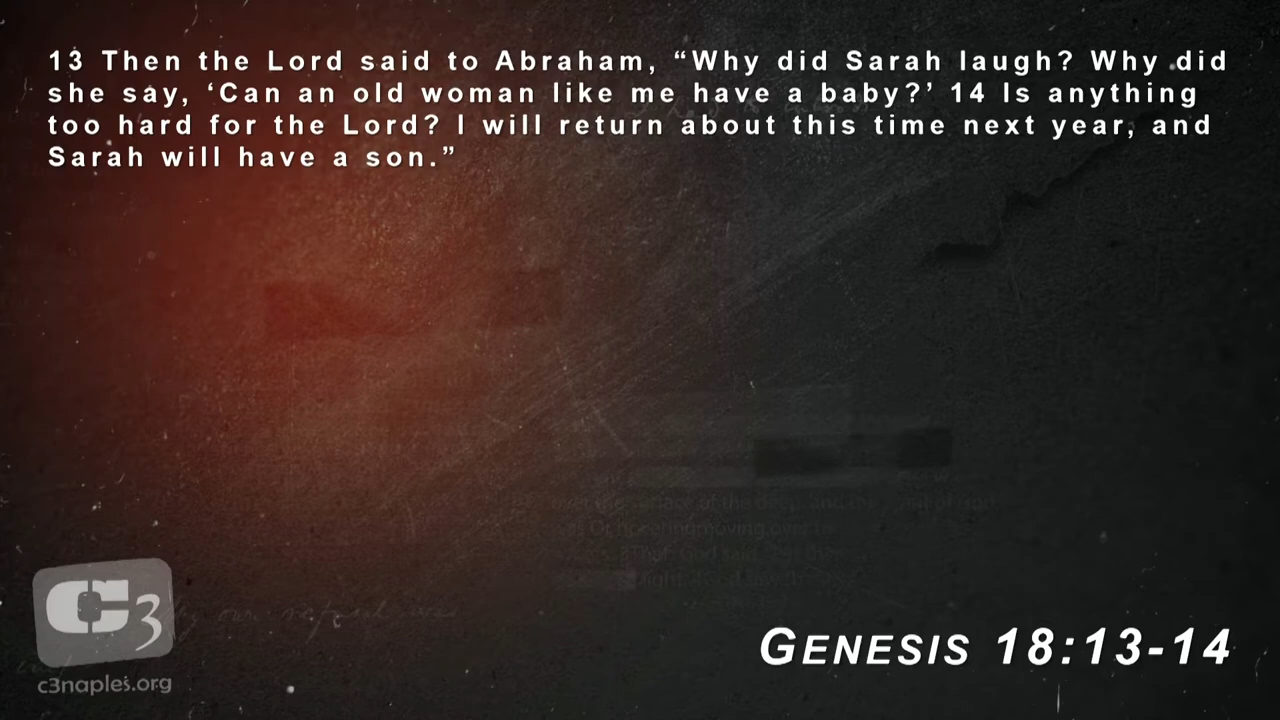 13 Then the Lord said to Abraham, “Why did Sarah laugh? Why did
she say, ‘Can an old woman like me have a baby?’ 14 Is anything
too hard for the Lord? I will return about this time next year, and
Sarah will have a son.”
C3
c3naples.org
GENESIS 18:13-14